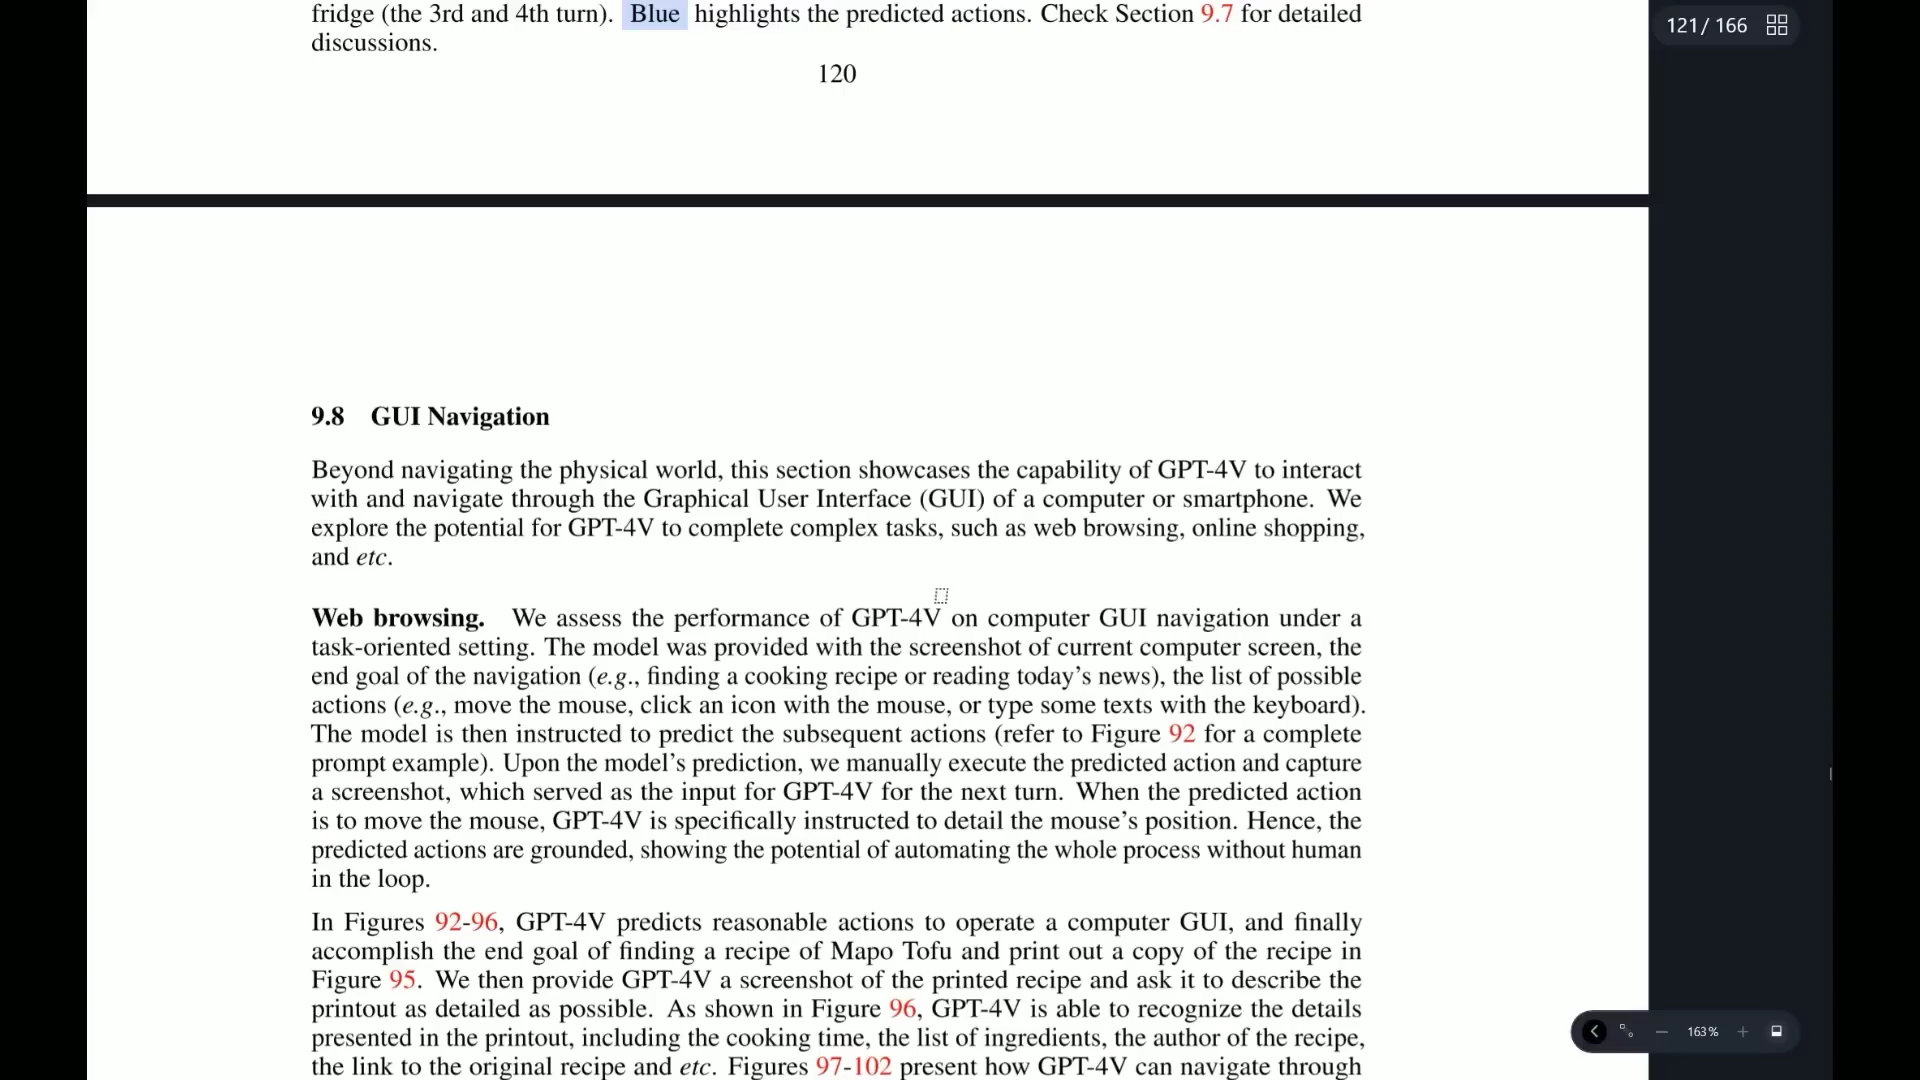 fridge (the 3rd and 4th turn). Blue highlights the predicted actions. Check Section 9.7 for detailed
discussions.
120
121/ 166
9.8 GUI Navigation
Beyond navigating the physical world, this section showcases the capability of GPT-4V to interact
with and navigate through the Graphical User Interface (GUI) of a computer or smartphone. We
explore the potential for GPT-4V to complete complex tasks, such as web browsing, online shopping,
and etc.
Web browsing. We assess the performance of GPT-4V on computer GUI navigation under a
task-oriented setting. The model was provided with the screenshot of current computer screen, the
end goal of the navigation (e.g., finding a cooking recipe or reading today's news), the list of possible
actions (e.g., move the mouse, click an icon with the mouse, or type some texts with the keyboard).
The model is then instructed to predict the subsequent actions (refer to Figure 92 for a complete
prompt example). Upon the model's prediction, we manually execute the predicted action and capture
a screenshot, which served as the input for GPT-4V for the next turn. When the predicted action
is to move the mouse, GPT-4V is specifically instructed to detail the mouse's position. Hence, the
predicted actions are grounded, showing the potential of automating the whole process without human
in the loop.
In Figures 92-96, GPT-4V predicts reasonable actions to operate a computer GUI, and finally
accomplish the end goal of finding a recipe of Mapo Tofu and print out a copy of the recipe in
Figure 95. We then provide GPT-4V a screenshot of the printed recipe and ask it to describe the
printout as detailed as possible. As shown in Figure 96, GPT-4V is able to recognize the details
presented in the printout, including the cooking time, the list of ingredients, the author of the recipe,
the link to the original recipe and etc. Figures 97-102 present how GPT-4V can navigate through
163%